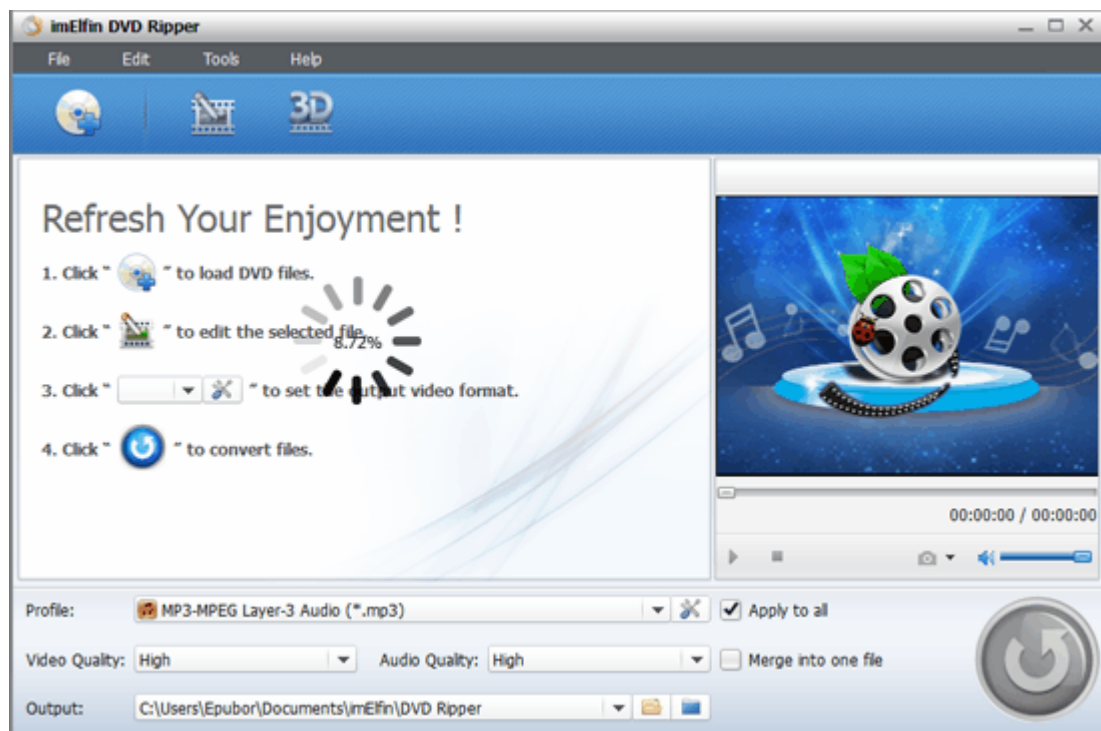 imElfin DVD Ripper
File Edit Tools Help
3D
Refresh Your Enjoyment !
1. Click " " to load DVD files.
2. Click " " to edit the selected file.
8.72%
3. Click " " to set the output video format.
4. Click " " to convert files.
00:00:00 / 00:00:00
Profile: MP3-MPEG Layer-3 Audio (*.mp3) Apply to all
Video Quality: High Audio Quality: High Merge into one file
Output: C:\Users\Epubor\Documents\imElfin\DVD Ripper